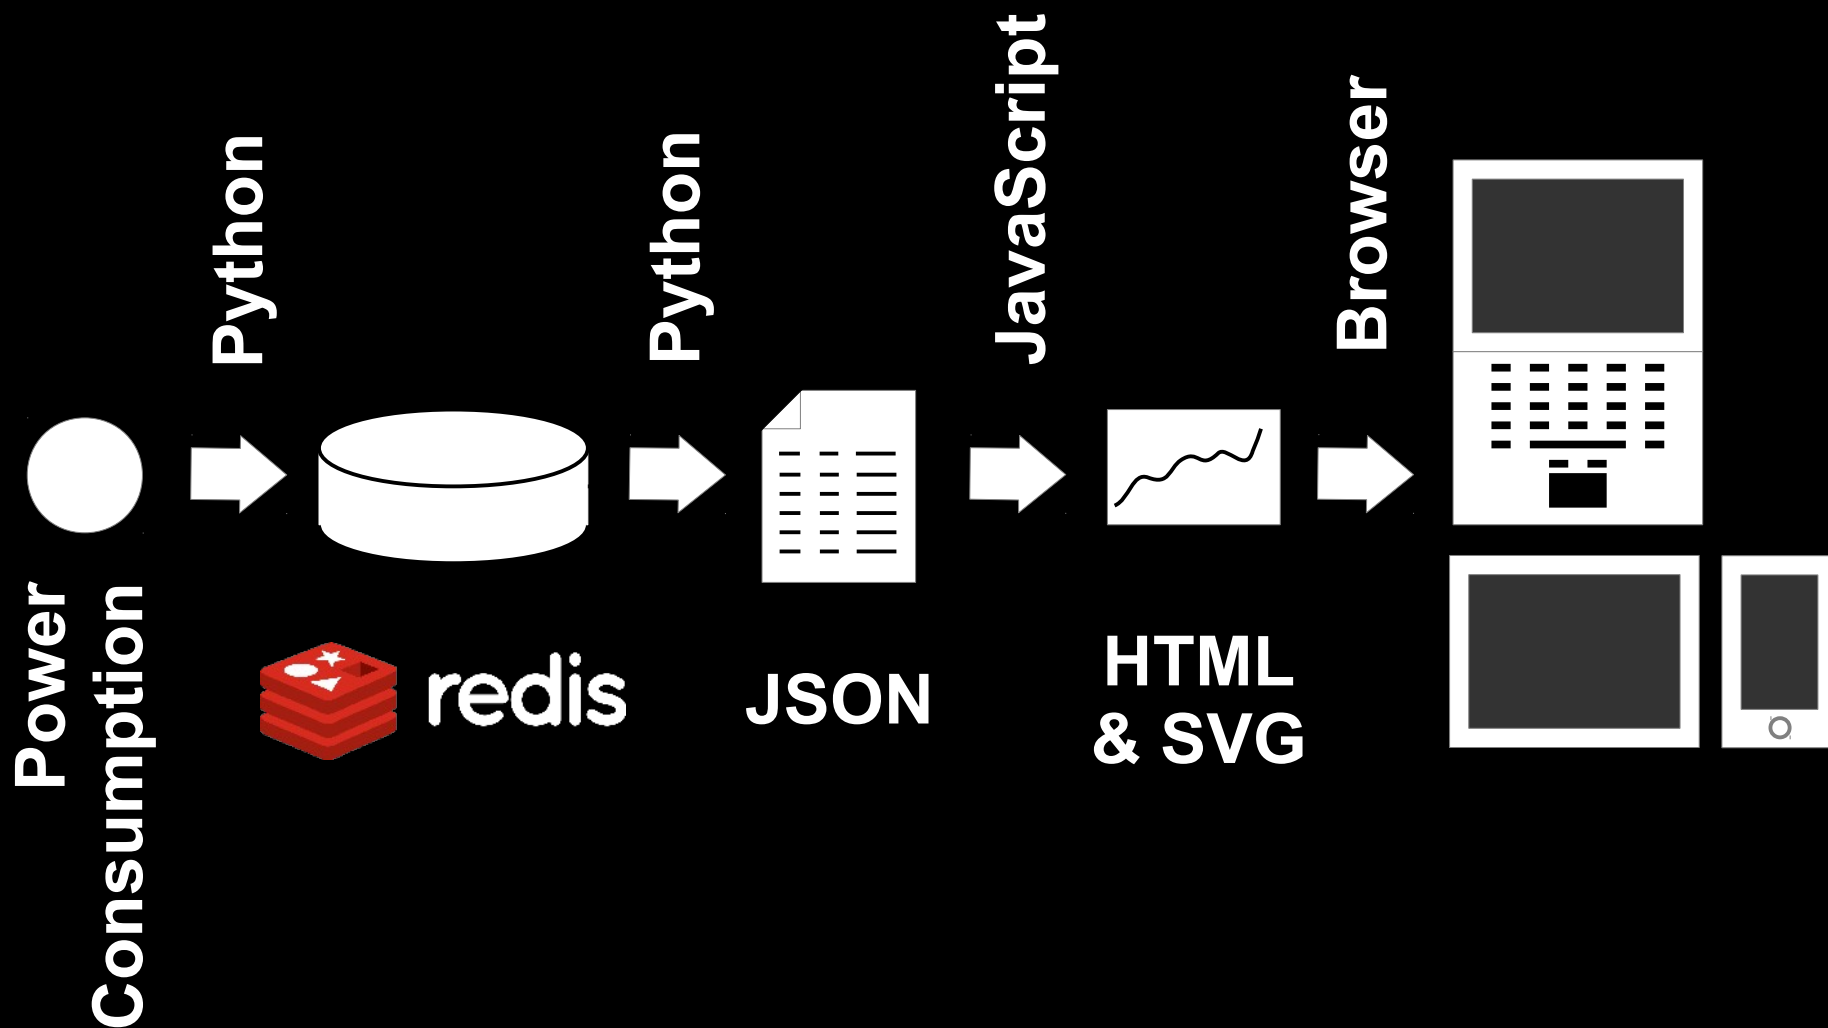 Python
Python
JavaScript
Browser
Power
Consumption
redis
JSON
HTML
& SVG